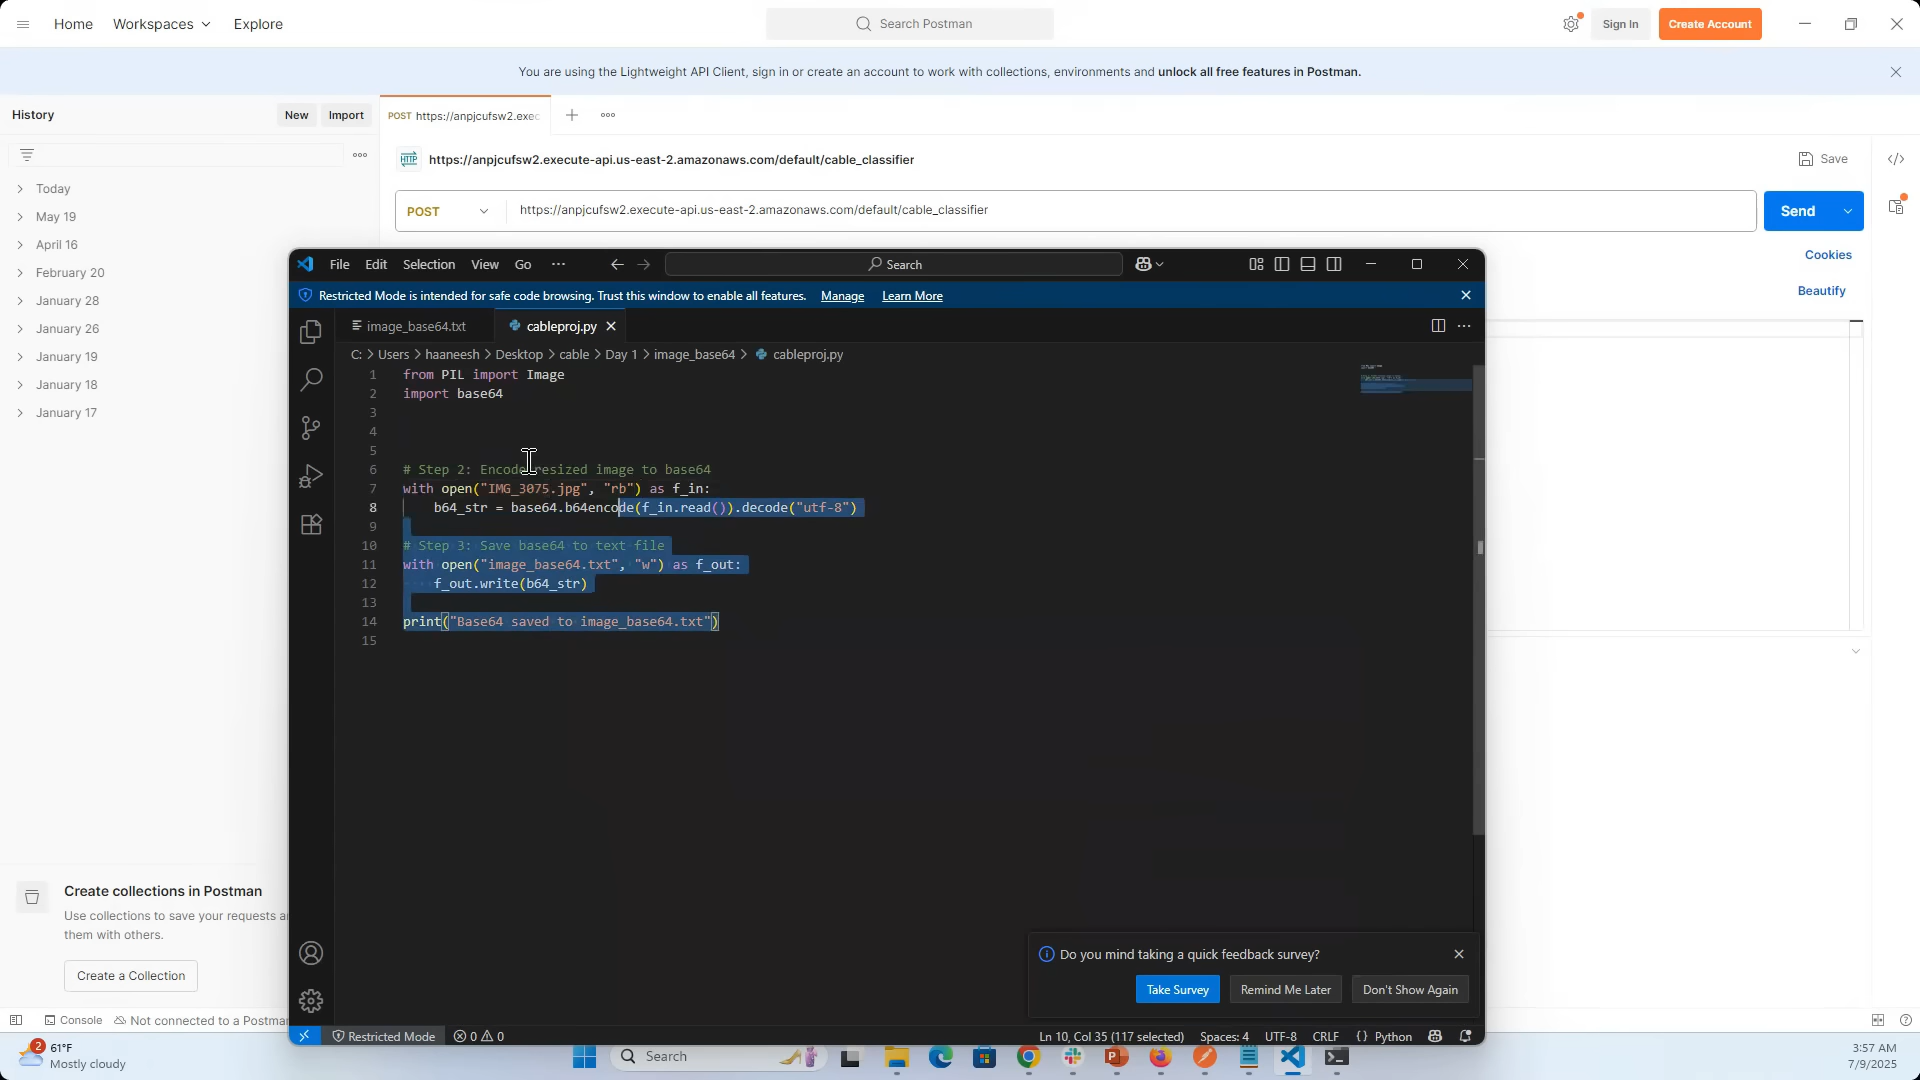 Home
Workspaces
Explore
Search Postman
Sign In
Create Account
You are using the Lightweight API Client, sign in or create an account to work with collections, environments and unlock all free features in Postman.
History
New
Import
POST https://anpjcufsw2.exec
Today
May 19
April 16
February 20
January 28
January 26
January 19
January 18
January 17
HTTP
https://anpjcufsw2.execute-api.us-east-2.amazonaws.com/default/cable_classifier
Save
POST
https://anpjcufsw2.execute-api.us-east-2.amazonaws.com/default/cable_classifier
Send
Cookies
Beautify
File
Edit
Selection
View
Go
Search
Restricted Mode is intended for safe code browsing. Trust this window to enable all features.
Manage
Learn More
image_base64.txt
cableproj.py
C: > Users > haaneesh > Desktop > cable > Day 1 > image_base64 > cableproj.py
1 from PIL import Image
2 import base64
3
4
5
6 # Step 2: Encode resized image to base64
7 with open("IMG_3075.jpg", "rb") as f_in:
8 b64_str = base64.b64encode(f_in.read()).decode("utf-8")
9
10 # Step 3: Save base64 to text file
11 with open("image_base64.txt", "w") as f_out:
12 f_out.write(b64_str)
13
14 print("Base64 saved to image_base64.txt")
15
Create collections in Postman
Use collections to save your requests a
them with others.
Create a Collection
Do you mind taking a quick feedback survey?
Take Survey
Remind Me Later
Don't Show Again
Console
Not connected to a Postman
Restricted Mode
0
0
Ln 10, Col 35 (117 selected)
Spaces: 4
UTF-8
CRLF
{ } Python
2
61°F
Mostly cloudy
Search
3:57 AM
7/9/2025